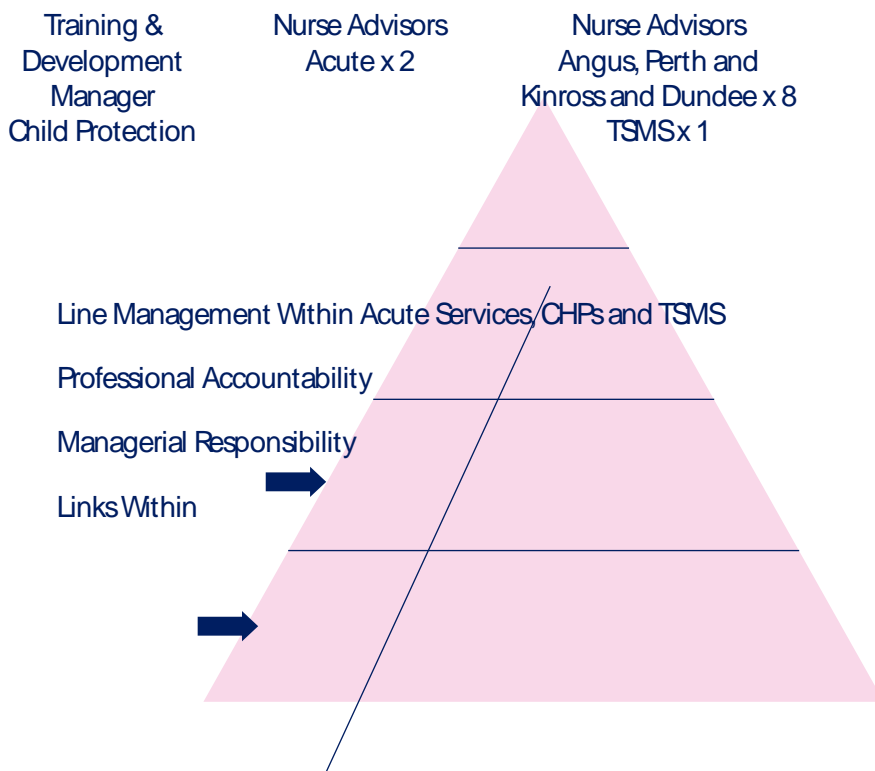 Training &
Development
Manager
Child Protection
Nurse Advisors
Acute x 2
Nurse Advisors
Angus, Perth and
Kinross and Dundee x 8
TSMS x 1
Line Management Within Acute Services, CHPs and TSMS
Professional Accountability
Managerial Responsibility
Links Within